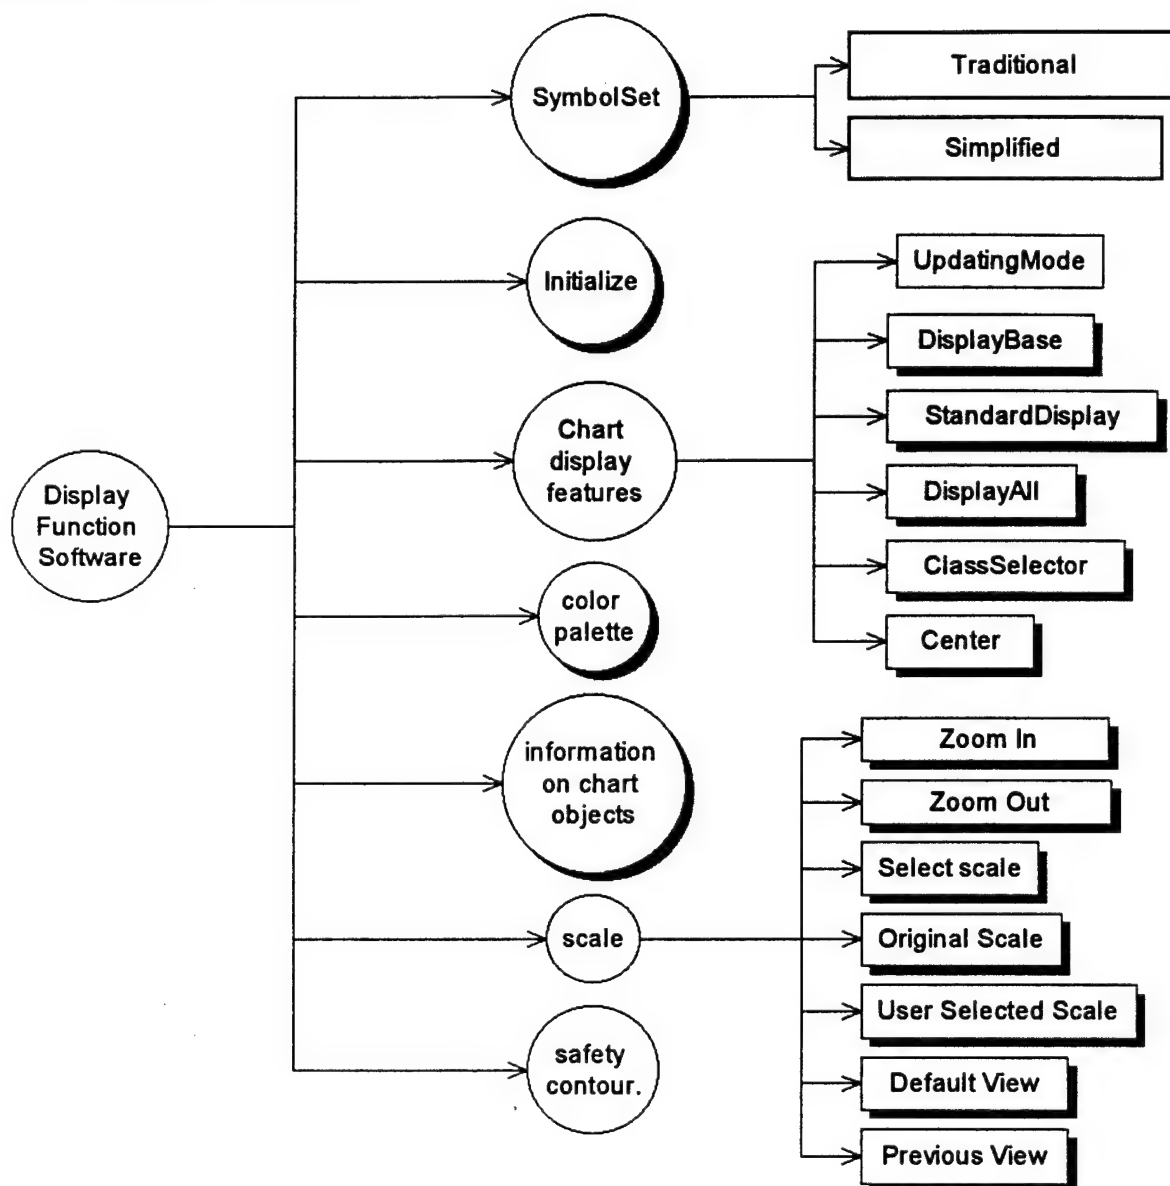 Display
Function
Software
SymbolSet
Traditional
Simplified
Initialize
Chart
display
features
UpdatingMode
DisplayBase
StandardDisplay
DisplayAll
ClassSelector
Center
color
palette
information
on chart
objects
scale
Zoom In
Zoom Out
Select scale
Original Scale
User Selected Scale
Default View
Previous View
safety
contour.